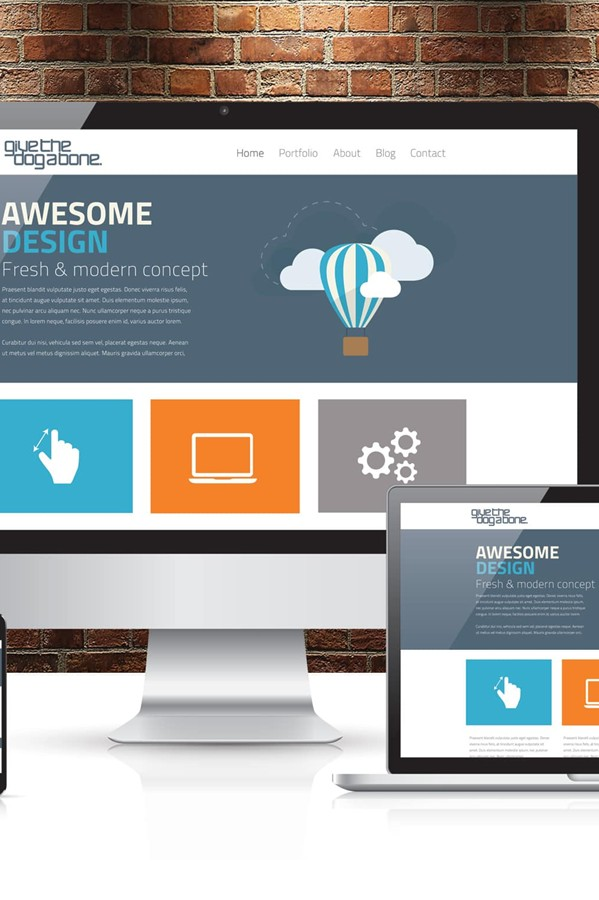 givethe
dogabone.
Home Portfolio About Blog Contact
AWESOME
DESIGN
Fresh & modern concept
Praesent blandit vulputate justo eget egestas. Donec viverra risus felis,
at tincidunt augue vulputate sit amet. Duis elementum molestie ipsum,
nec pulvinar arcu aliquam nec. Nunc ullamcorper neque a purus tristique
congue. In lorem neque, facilisis posuere enim id, varius auctor lorem.
Curabitur dui nisi, vehicula sed sem vel, placerat egestas neque. Aenean
ut metus vel metus dignissim aliquet. Mauris gravida ullamcorper orci,
givethe
dogabone.
AWESOME
DESIGN
Fresh & modern concept